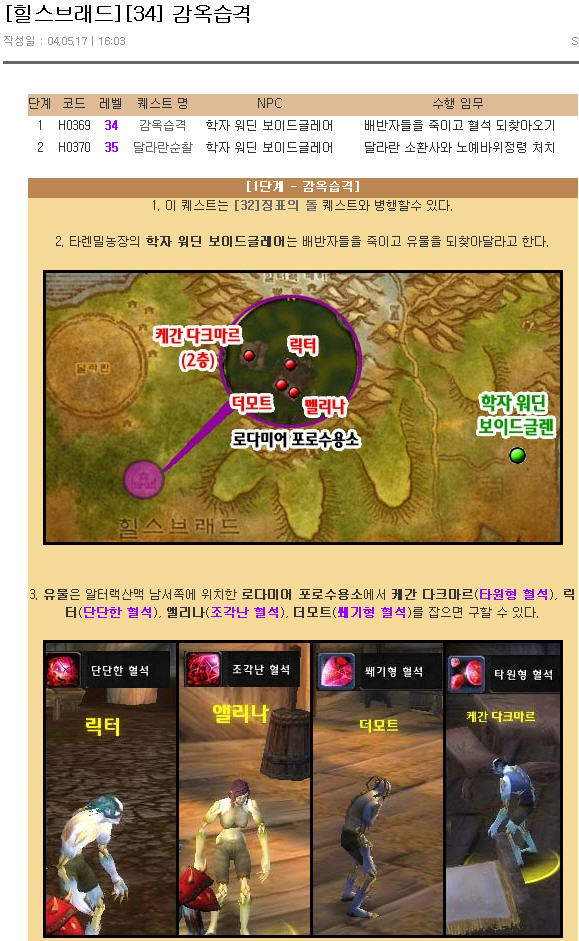 [힐스브래드][34] 감옥습격
작성일 : 04.05.17 | 16:03
S
단계 코드 레벨 퀘스트 명 NPC 수행 임무
1 H0369 34 감옥습격 학자 워딘 보이드글레어 배반자들을 죽이고 혈석 되찾아오기
2 H0370 35 달라란순찰 학자 워딘 보이드글레어 달라란 소환사와 노예바위정령 처치
[1단계 - 감옥습격]
1. 이 퀘스트는 [32]징표의 돌 퀘스트와 병행할수 있다.
2. 타렌밀농장의 학자 워딘 보이드글레어는 배반자들을 죽이고 유물을 되찾아달라고 한다.
케간 다크마르
(2층)
릭터
달라란
더모트
멜리나
로다미어 포로수용소
학자 워딘
보이드글렌
힐스브래드
3. 유물은 알터랙산맥 남서쪽에 위치한 로다미어 포로수용소에서 케간 다크마르(타원형 혈석), 릭
터(단단한 혈석), 앨리나(조각난 혈석), 더모트(쐐기형 혈석)를 잡으면 구할 수 있다.
단단한 혈석
조각난 혈석
쐐기형 혈석
타원형 혈석
릭터
앨리나
더모트
케간 다크마르